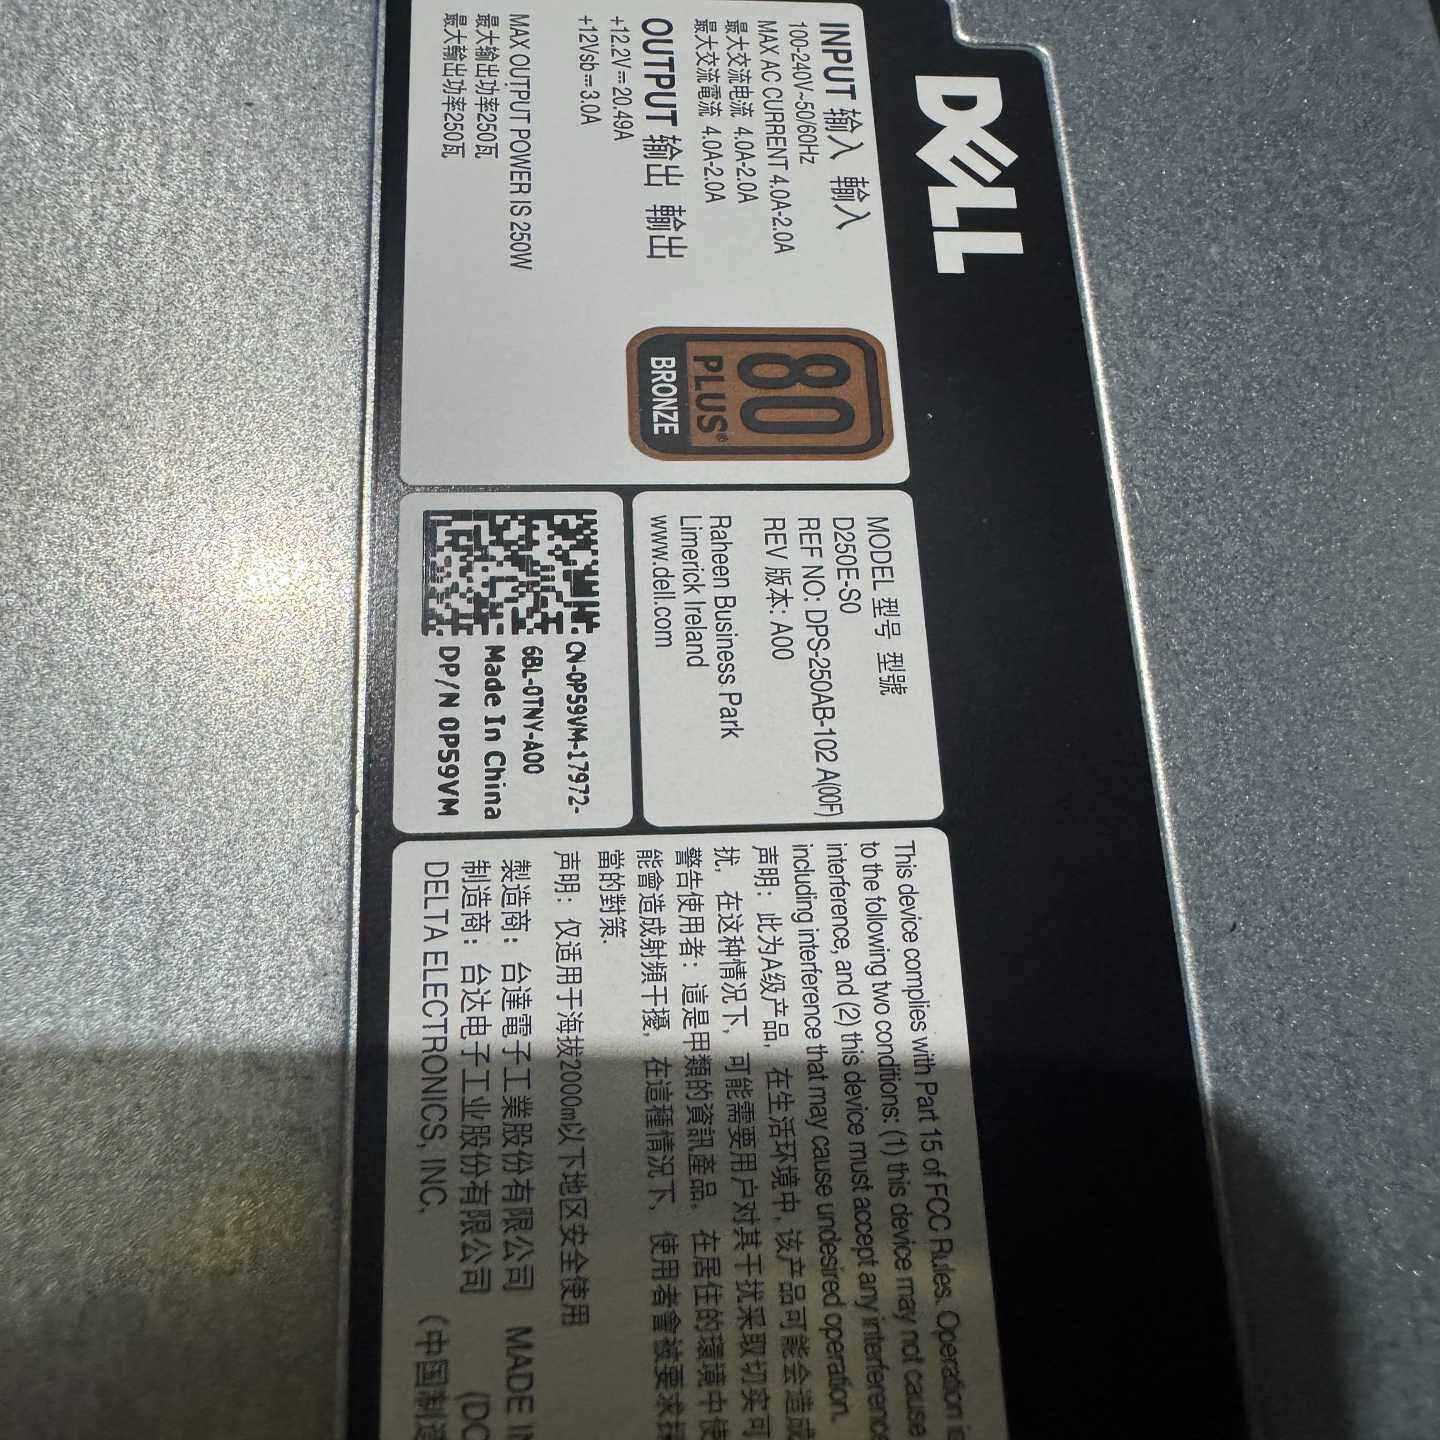 DELL
INPUT 输入 輸入
100-240V~50/60Hz
MAX AC CURRENT 4.0A-2.0A
最大交流电流 4.0A-2.0A
最大交流電流 4.0A-2.0A
OUTPUT 输出 輸出
+12.2V⎓20.49A
+12Vsb⎓3.0A
MAX OUTPUT POWER IS 250W
最大输出功率250瓦
最大輸出功率250瓦
80
PLUS®
BRONZE
MODEL 型号 型號
D250E-S0
REF NO: DPS-250AB-102 A(00F)
REV 版本: A00
Raheen Business Park
Limerick Ireland
www.dell.com
CN-0P59VM-17972-
6BL-0TNY-A00
Made In China
DP/N 0P59VM
This device complies with Part 15 of FCC Rules. Operation is
to the following two conditions: (1) this device may not cause
interference, and (2) this device must accept any interference
including interference that may cause undesired operation.
声明：此为A级产品，在生活环境中，该产品可能会造成
扰，在这种情况下，可能需要用户对其干扰采取切实可
警告使用者：這是甲類的資訊產品，在居住的環境中使
能會造成射頻干擾，在這種情況下，使用者會被要求採
當的對策.
声明：仅适用于海拔2000m以下地区安全使用
製造商：台達電子工業股份有限公司 MADE IN
制造商：台达电子工业股份有限公司 (DC
DELTA ELECTRONICS, INC. (中国制造